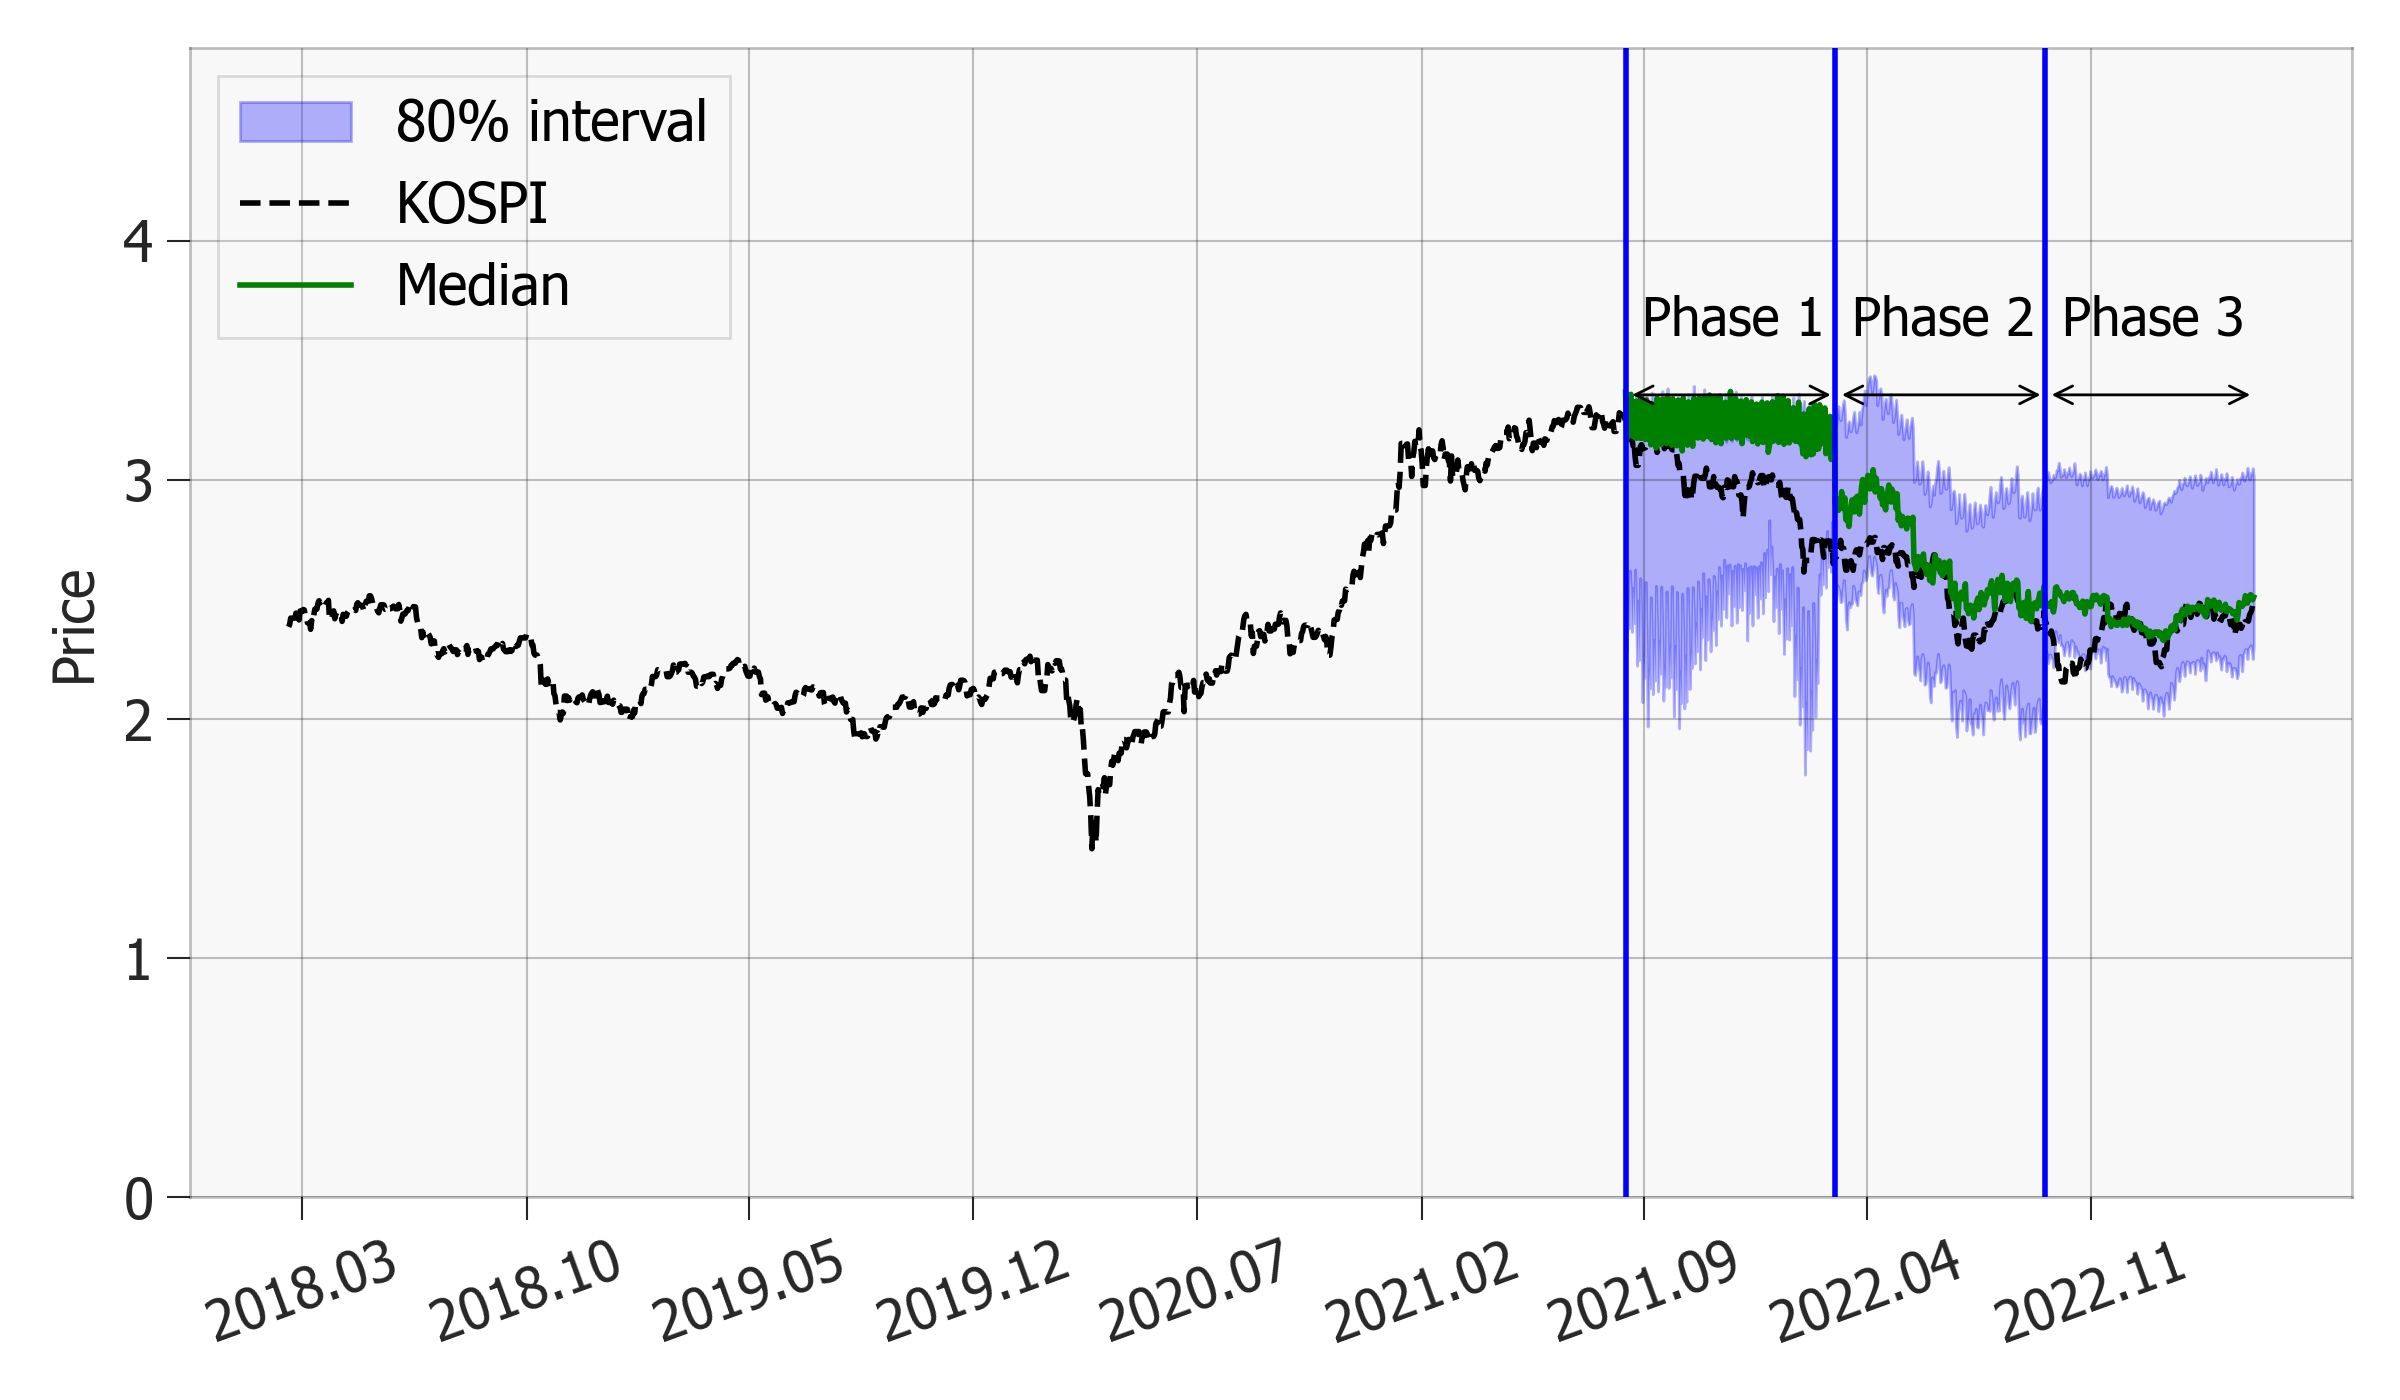 80% interval
KOSPI
Median
Phase 1
Phase 2
Phase 3
Price
4
3
2
1
0
2018.03
2018.10
2019.05
2019.12
2020.07
2021.02
2021.09
2022.04
2022.11